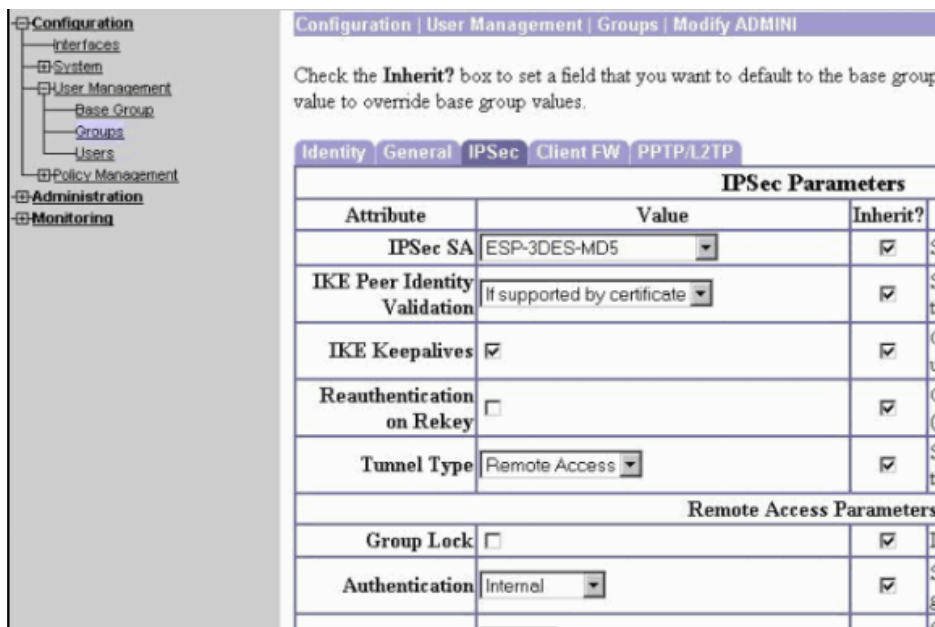 Configuration
Interfaces
System
User Management
Base Group
Groups
Users
Policy Management
Administration
Monitoring
Configuration | User Management | Groups | Modify ADMINI
Check the Inherit? box to set a field that you want to default to the base group
value to override base group values.
Identity General IPSec Client FW PPTP/L2TP
IPSec Parameters
Attribute Value Inherit?
IPSec SA ESP-3DES-MD5
IKE Peer Identity
Validation If supported by certificate
IKE Keepalives
Reauthentication
on Rekey
Tunnel Type Remote Access
Remote Access Parameters
Group Lock
Authentication Internal